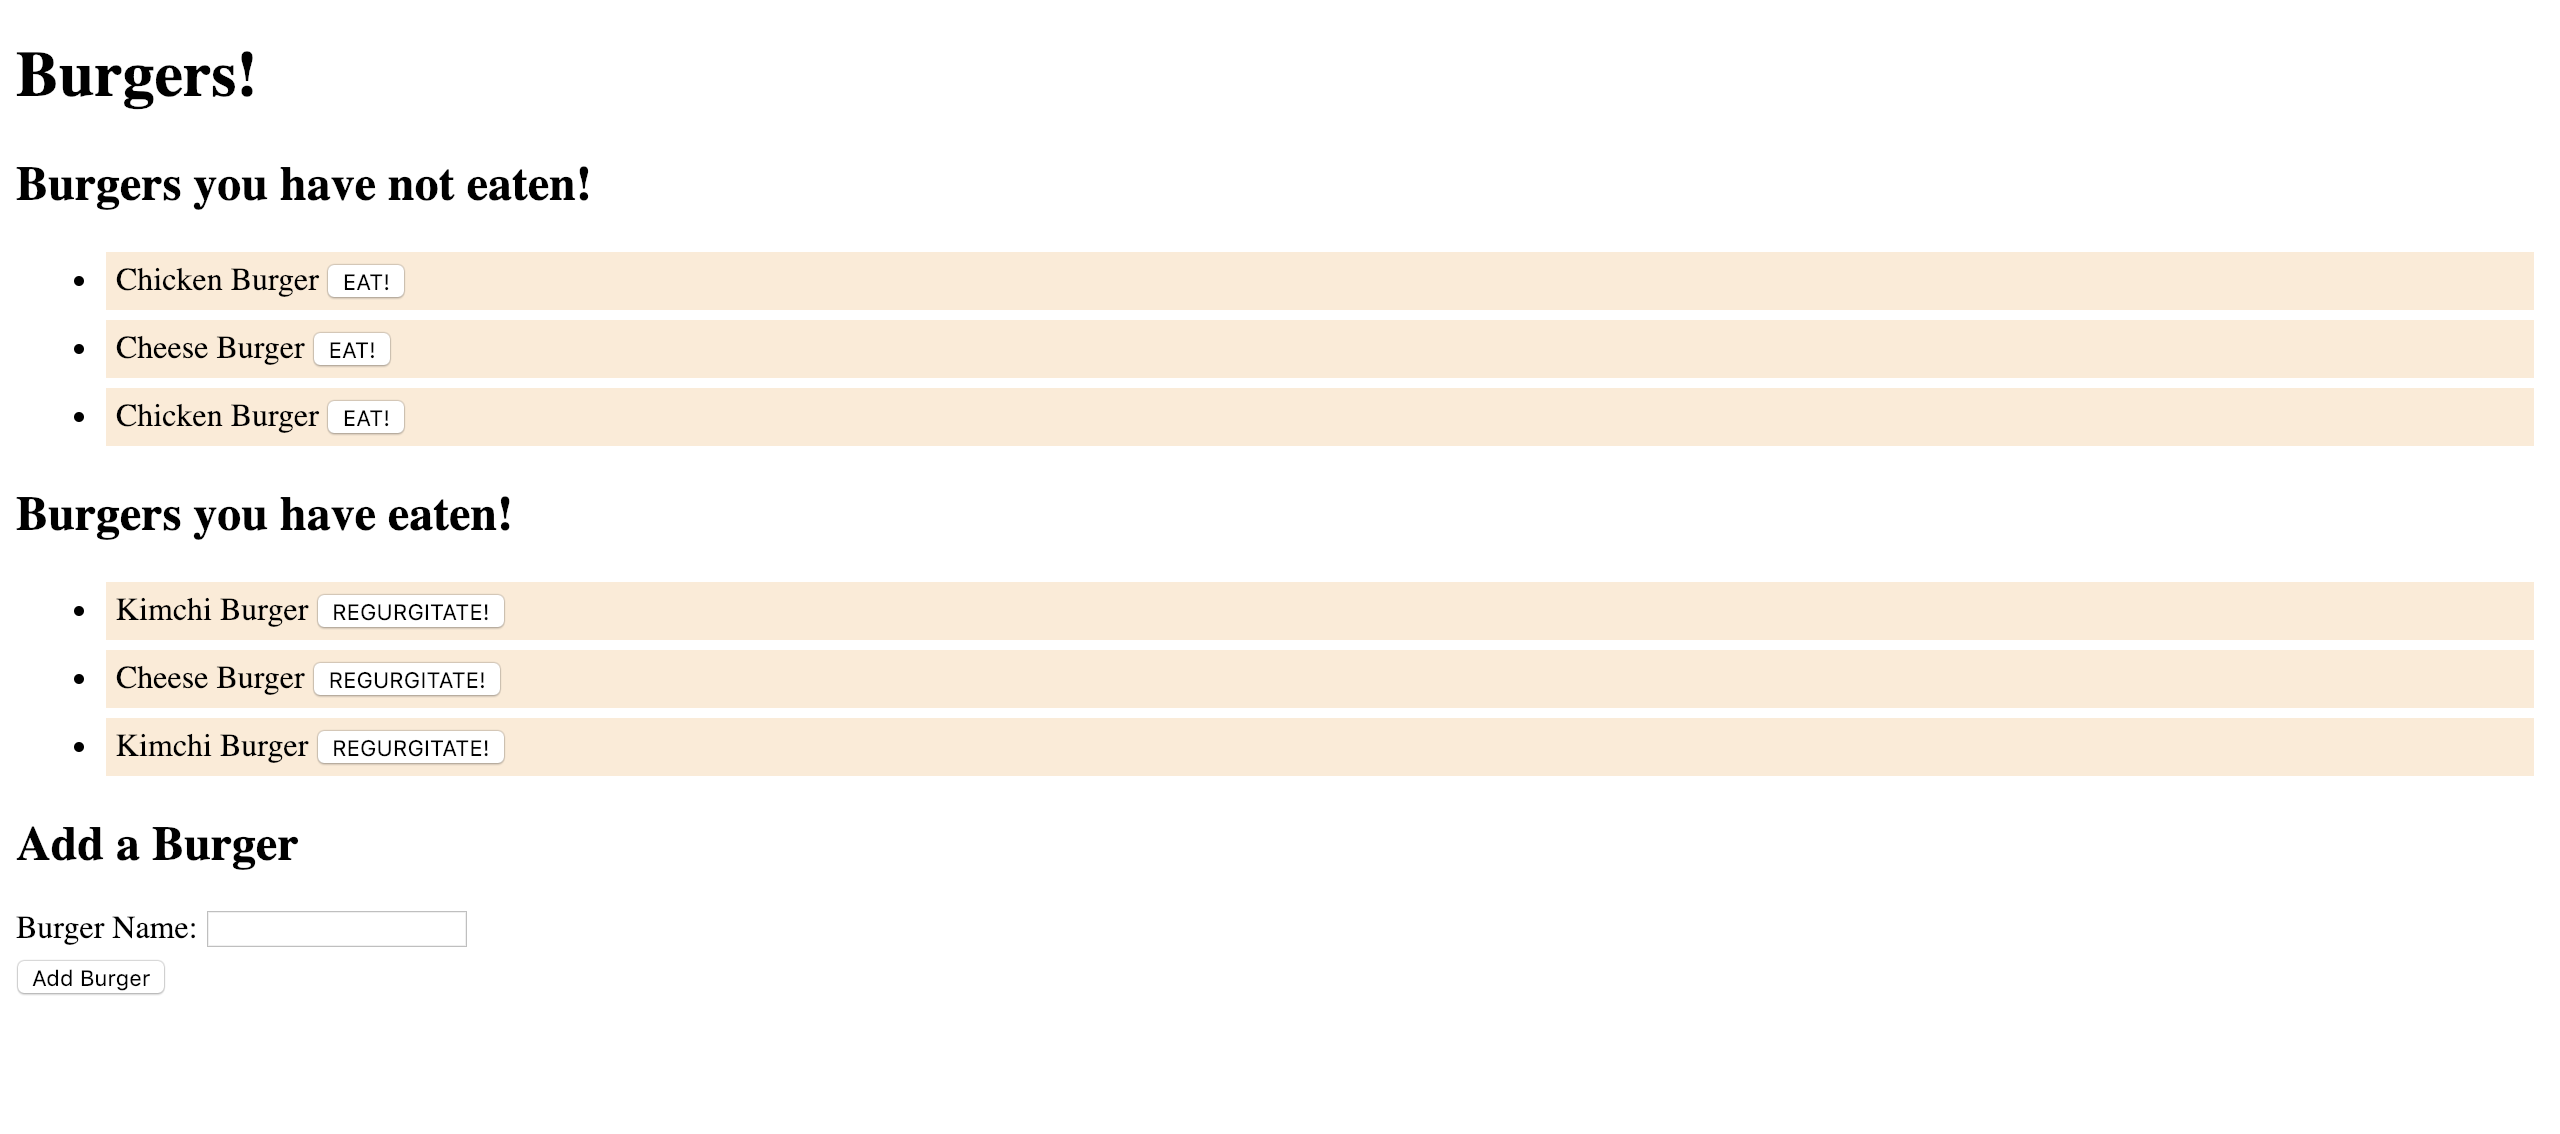 Burgers!
Burgers you have not eaten!
Chicken Burger EAT!
Cheese Burger EAT!
Chicken Burger EAT!
Burgers you have eaten!
Kimchi Burger REGURGITATE!
Cheese Burger REGURGITATE!
Kimchi Burger REGURGITATE!
Add a Burger
Burger Name:
Add Burger